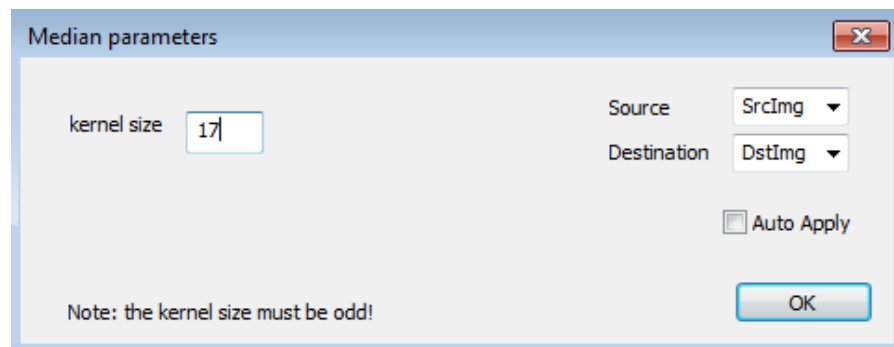 Median parameters
kernel size 17
Source SrcImg
Destination DstImg
Auto Apply
Note: the kernel size must be odd!
OK